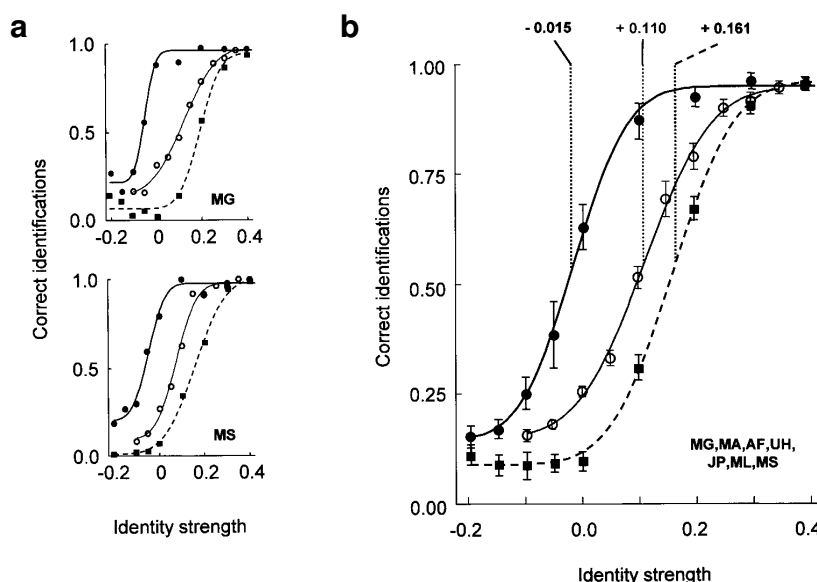 a
1.0
0.5
0.0
MG
-0.2
0
0.2
0.4
Correct identifications
1.0
0.5
0.0
MS
-0.2
0
0.2
0.4
Identity strength
b
- 0.015
+ 0.110
+ 0.161
1.00
0.75
0.50
0.25
0.00
Correct identifications
MG,MA,AF,UH,
JP,ML,MS
-0.2
0.0
0.2
0.4
Identity strength